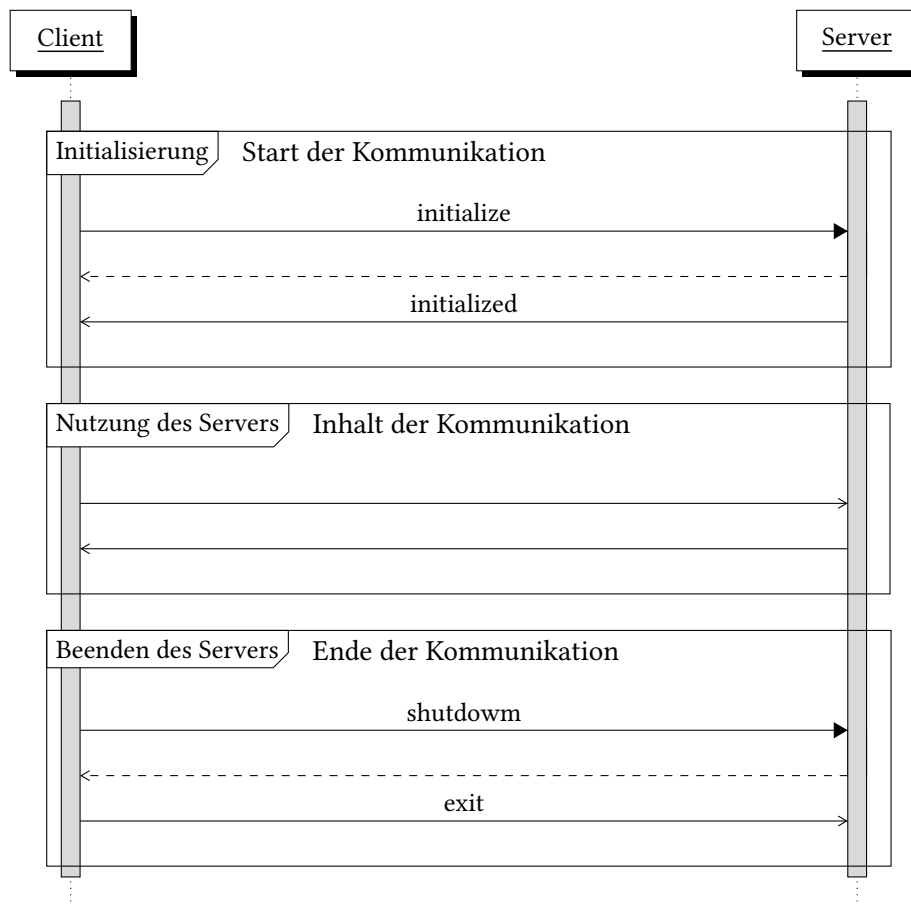 Client
Server
Initialisierung
Start der Kommunikation
initialize
initialized
Nutzung des Servers
Inhalt der Kommunikation
Beenden des Servers
Ende der Kommunikation
shutdowm
exit